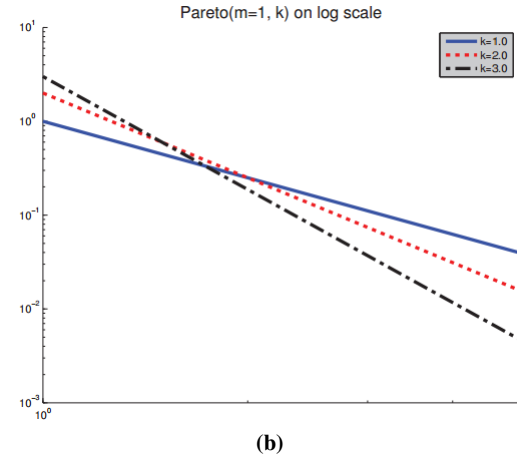 Pareto(m=1, k) on log scale
10¹
k=1.0
k=2.0
k=3.0
10⁰
10⁻¹
10⁻²
10⁻³
10⁰
(b)